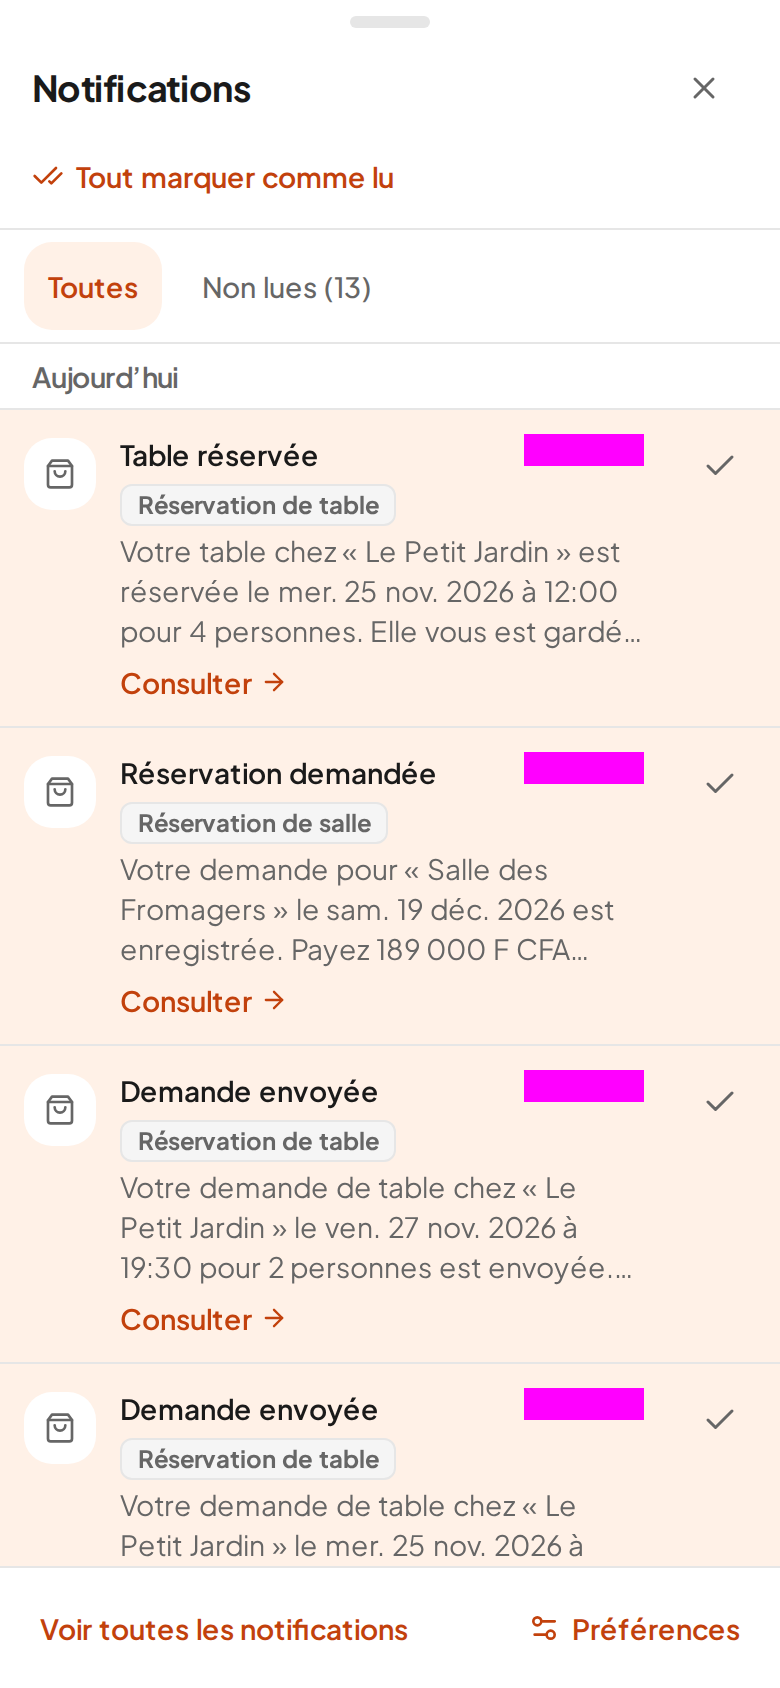 Notifications
Tout marquer comme lu
Toutes
Non lues (13)
Aujourd’hui
Table réservée
Réservation de table
Votre table chez « Le Petit Jardin » est
réservée le mer. 25 nov. 2026 à 12:00
pour 4 personnes. Elle vous est gardé…
Consulter
Réservation demandée
Réservation de salle
Votre demande pour « Salle des
Fromagers » le sam. 19 déc. 2026 est
enregistrée. Payez 189 000 F CFA…
Consulter
Demande envoyée
Réservation de table
Votre demande de table chez « Le
Petit Jardin » le ven. 27 nov. 2026 à
19:30 pour 2 personnes est envoyée.…
Consulter
Demande envoyée
Réservation de table
Votre demande de table chez « Le
Petit Jardin » le mer. 25 nov. 2026 à
Voir toutes les notifications
Préférences